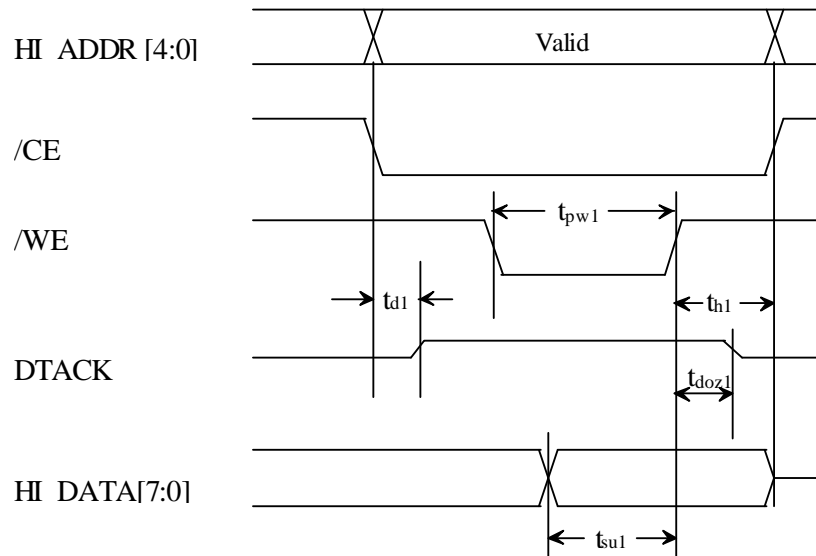 HI ADDR [4:0]
Valid
/CE
/WE
tpw1
td1
th1
DTACK
tdoz1
HI DATA[7:0]
tsu1